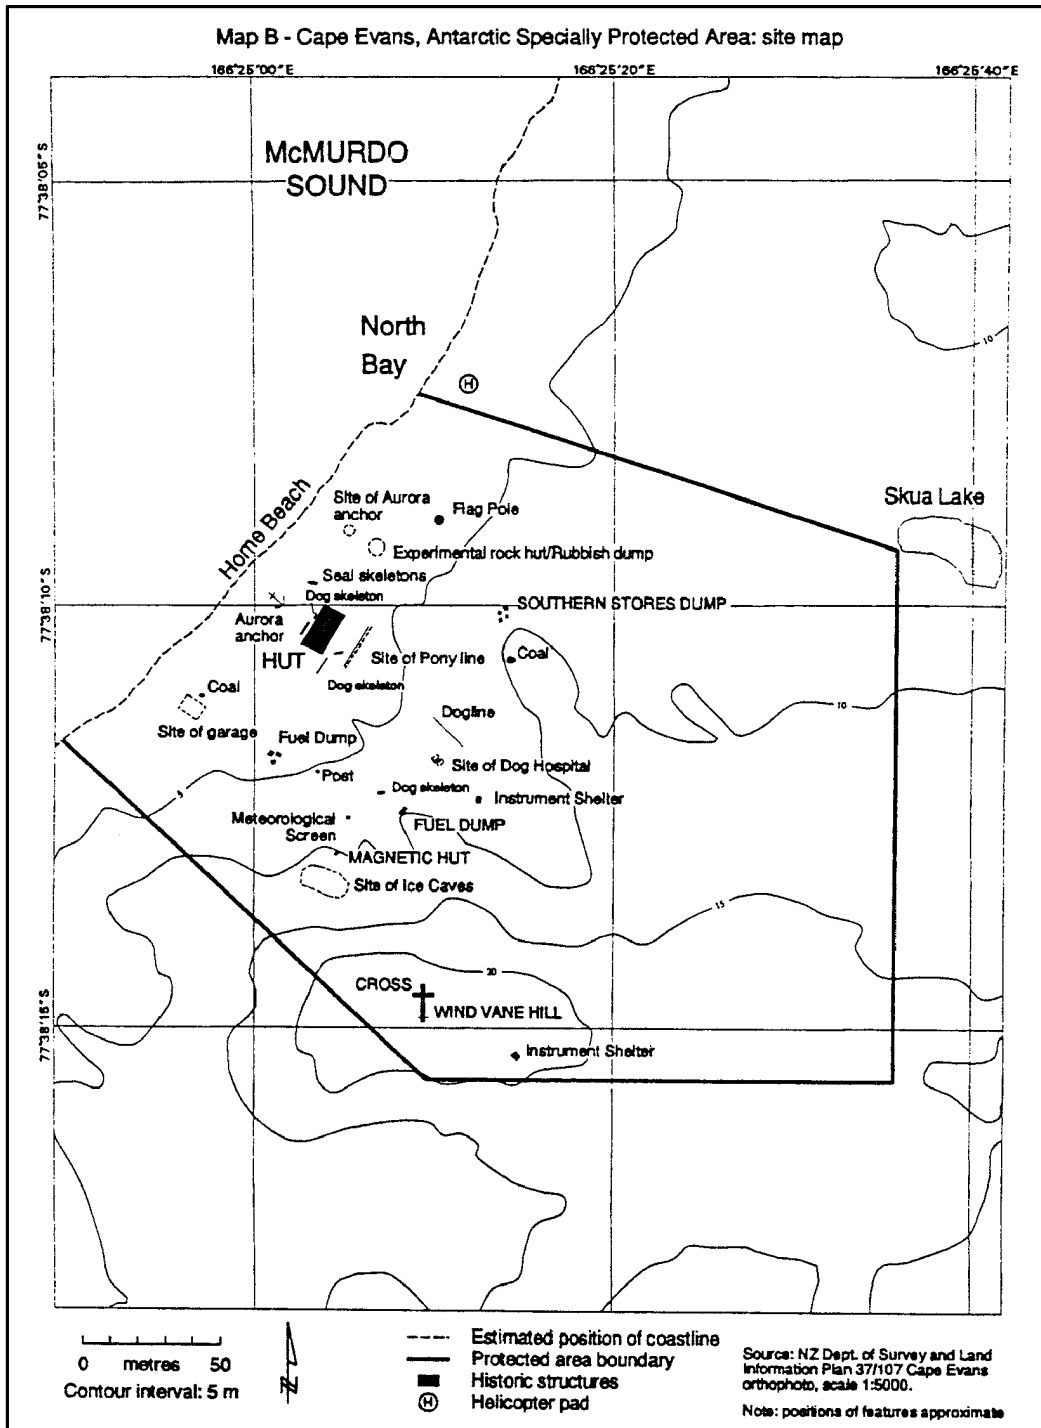 Map B - Cape Evans, Antarctic Specially Protected Area: site map
166°25'00"E
166°25'20"E
166°25'40"E
77°38'05"S
McMURDO
SOUND
North
Bay
H
10
Home Beach
Skua Lake
Site of Aurora
anchor
Flag Pole
Experimental rock hut/Rubbish dump
Seal skeletons
Dog skeleton
77°38'10"S
SOUTHERN STORES DUMP
Aurora
anchor
HUT
Site of Pony line
Coal
Dog skeleton
Coal
10
Site of garage
Dogline
Fuel Dump
Site of Dog Hospital
Post
Dog skeleton
5
Instrument Shelter
Meteorological
Screen
FUEL DUMP
MAGNETIC HUT
Site of Ice Caves
15
20
CROSS
WIND VANE HILL
77°38'15"S
Instrument Shelter
0 metres 50
Contour interval: 5 m
N
Estimated position of coastline
Protected area boundary
Historic structures
H Helicopter pad
Source: NZ Dept. of Survey and Land
Information Plan 37/107 Cape Evans
orthophoto, scale 1:5000.
Note: positions of features approximate